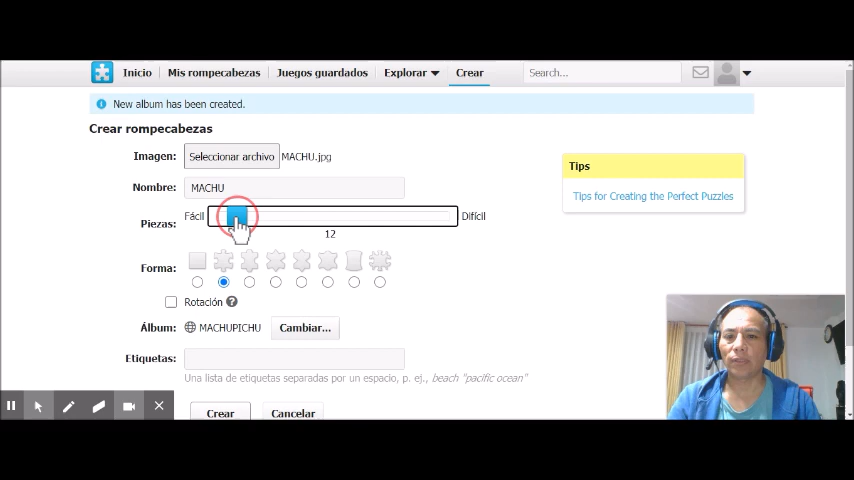 Inicio Mis rompecabezas Juegos guardados Explorar Crear Search...
New album has been created.
Crear rompecabezas
Imagen: Seleccionar archivo MACHU.jpg
Tips
Nombre: MACHU
Tips for Creating the Perfect Puzzles
Piezas: Fácil Difícil
12
Forma:
Rotación ?
Álbum: MACHUPICHU Cambiar...
Etiquetas:
Una lista de etiquetas separadas por un espacio, p. ej., beach "pacific ocean"
Crear Cancelar